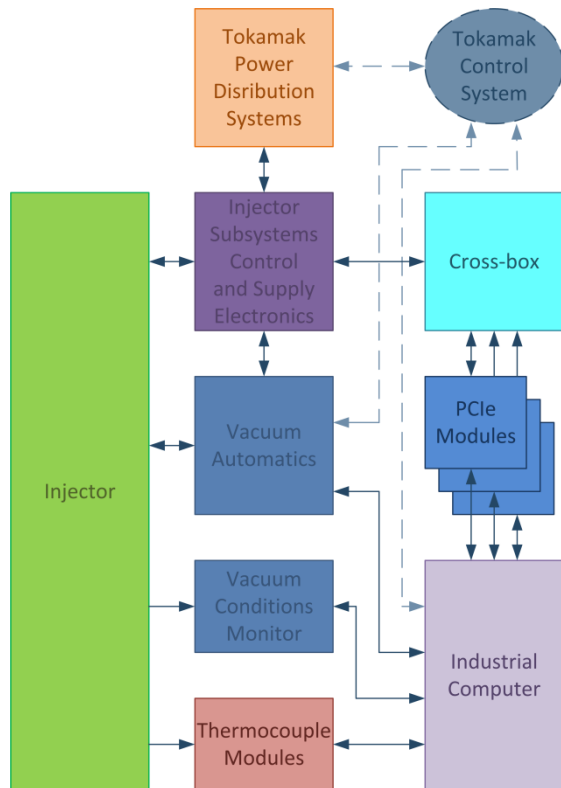 Tokamak
Power
Disribution
Systems
Tokamak
Control
System
Injector
Subsystems
Control
and Supply
Electronics
Cross-box
PCIe
Modules
Vacuum
Automatics
Injector
Vacuum
Conditions
Monitor
Industrial
Computer
Thermocouple
Modules